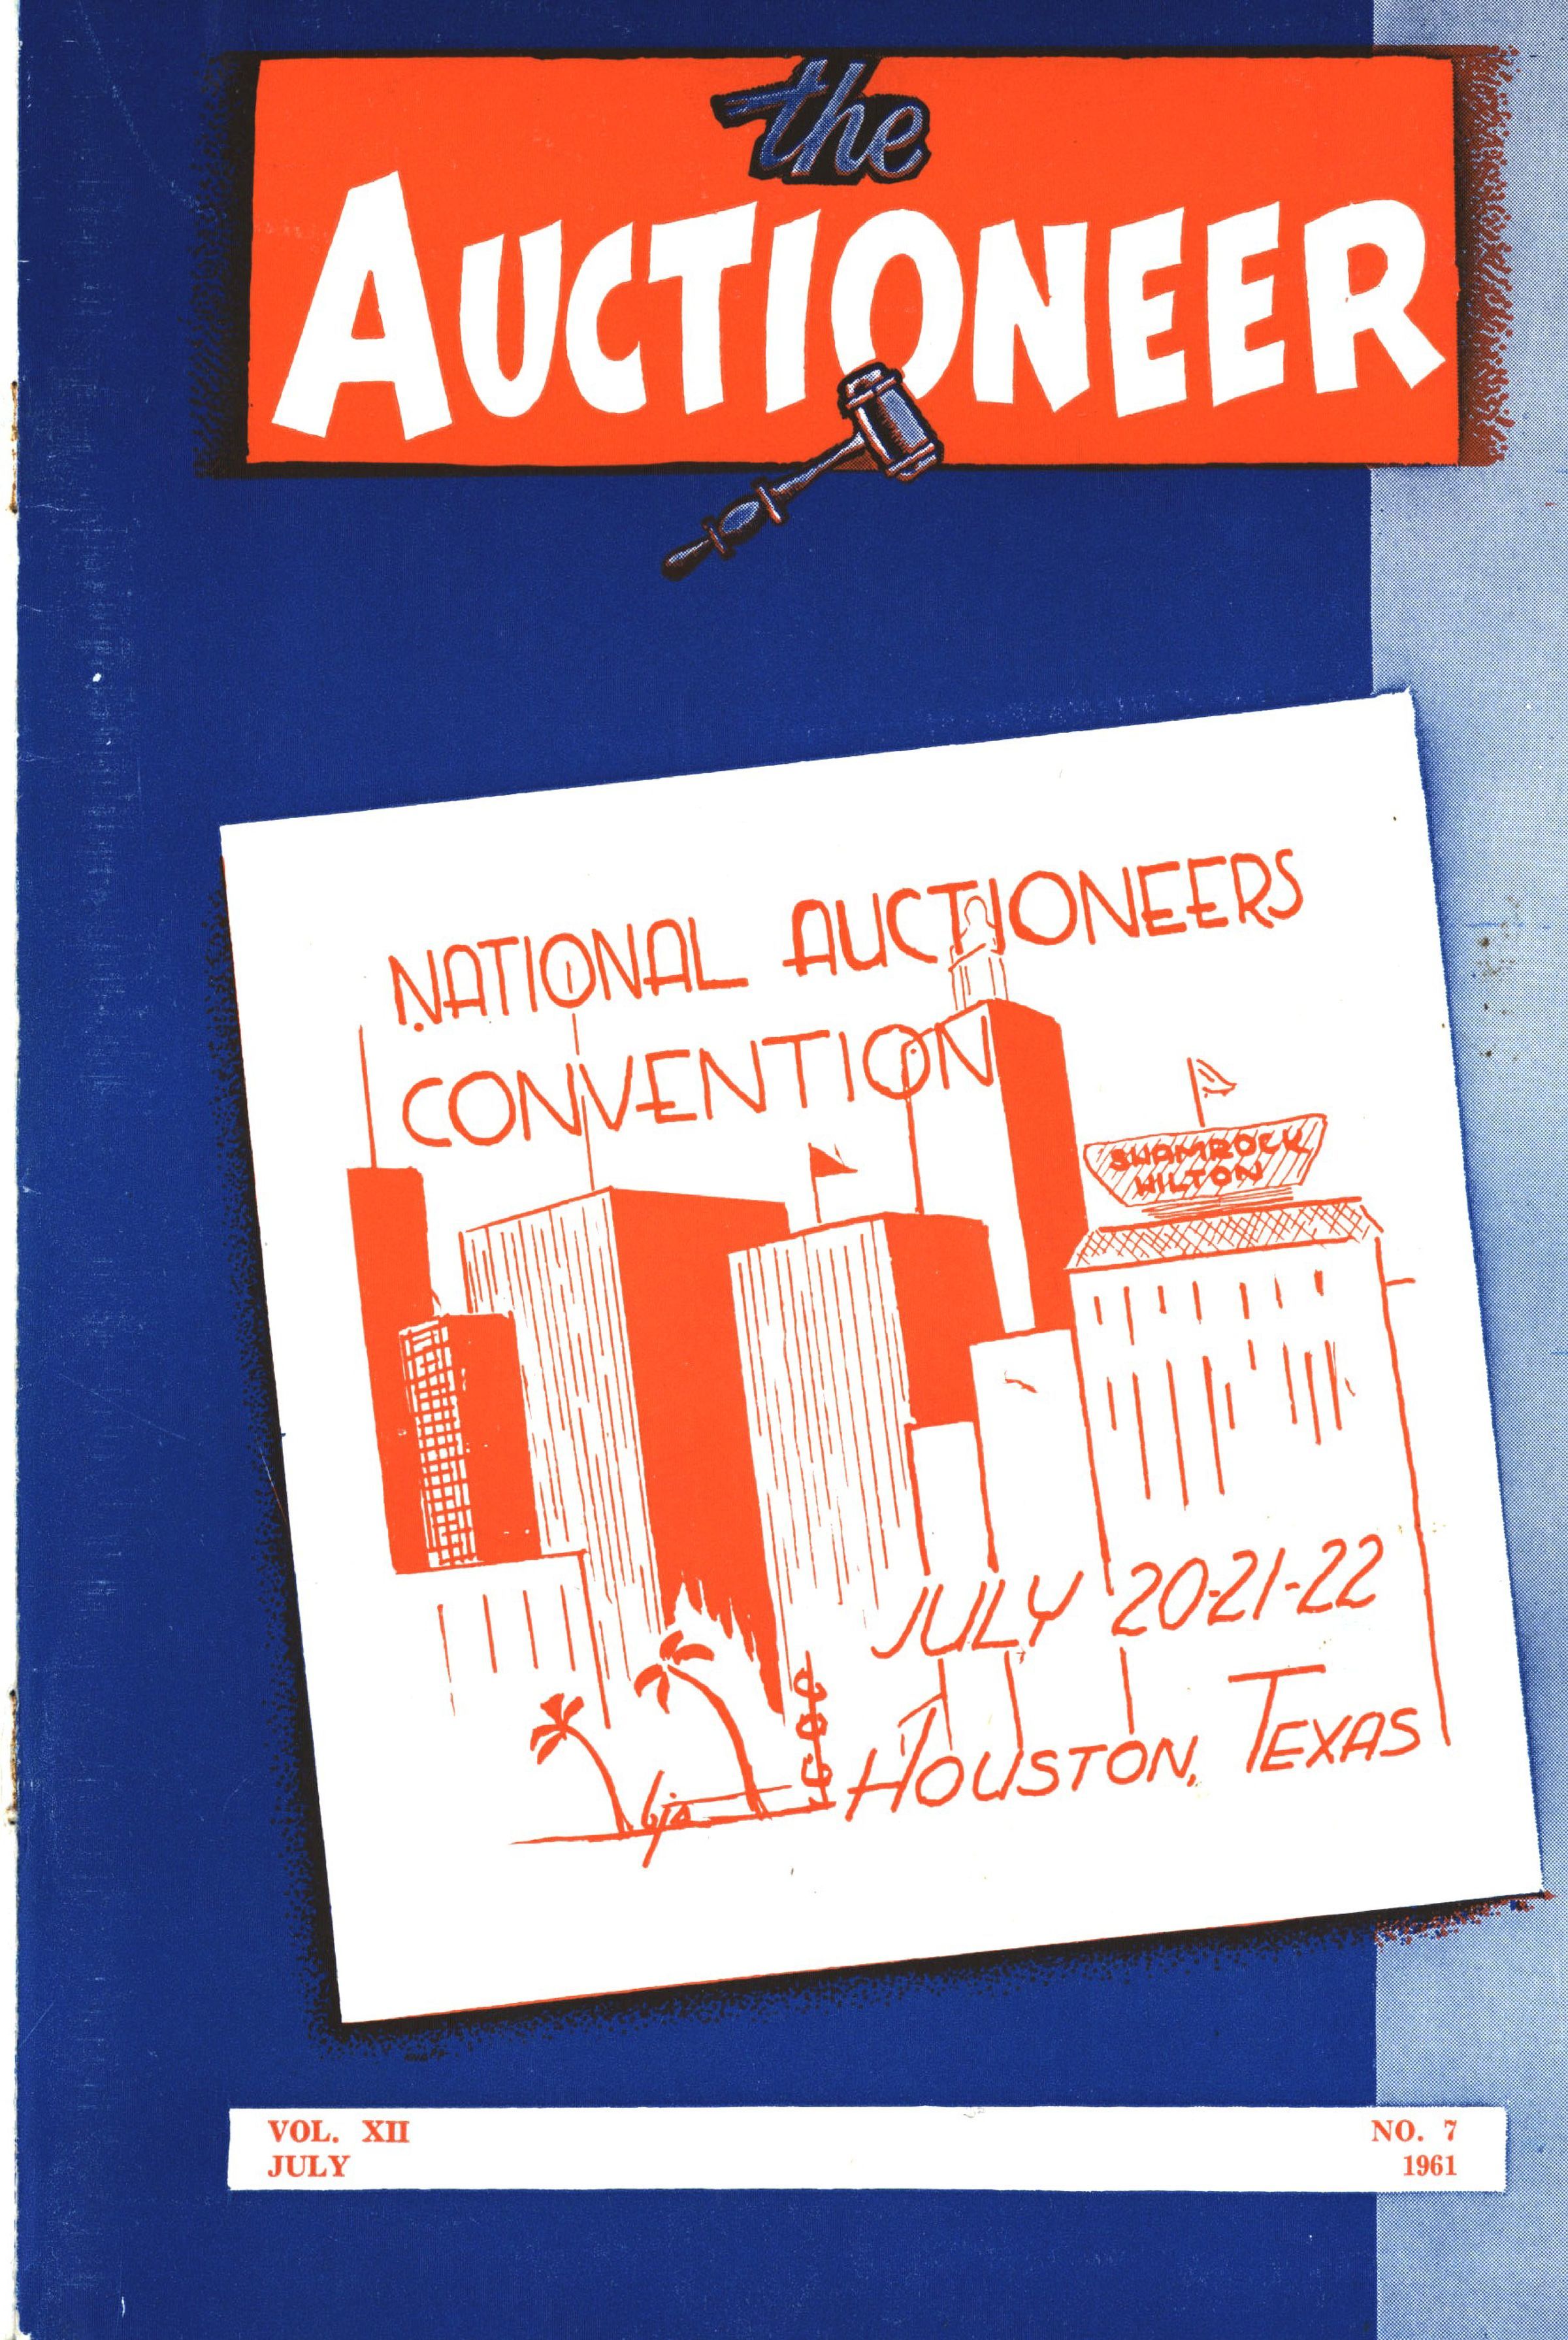 the
AUCTIONEER
NATIONAL AUCTIONEERS
CONVENTION
SHAMROCK
HILTON
JULY 20-21-22
HOUSTON, TEXAS
VOL. XII NO. 7
JULY 1961